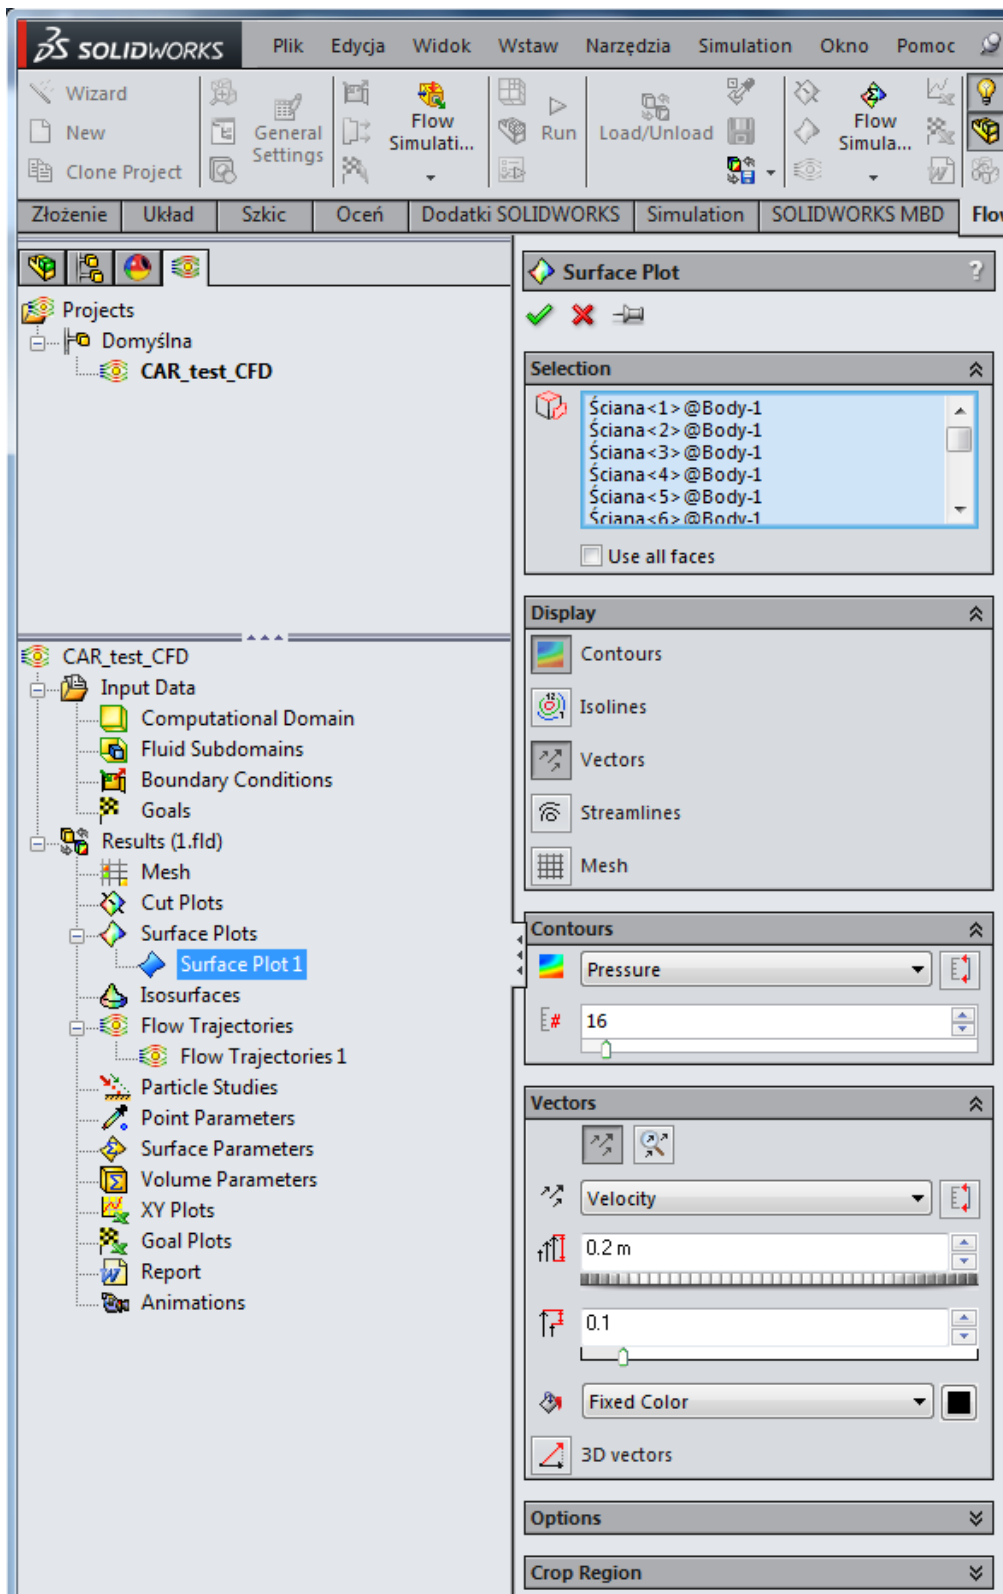 SOLIDWORKS Plik Edycja Widok Wstaw Narzędzia Simulation Okno Pomoc
Wizard
New
Clone Project
General
Settings
Flow
Simulati...
Run
Load/Unload
Flow
Simula...
Złożenie Układ Szkic Oceń Dodatki SOLIDWORKS Simulation SOLIDWORKS MBD Flow
Projects
Domyślna
CAR_test_CFD
CAR_test_CFD
Input Data
Computational Domain
Fluid Subdomains
Boundary Conditions
Goals
Results (1.fld)
Mesh
Cut Plots
Surface Plots
Surface Plot 1
Isosurfaces
Flow Trajectories
Flow Trajectories 1
Particle Studies
Point Parameters
Surface Parameters
Volume Parameters
XY Plots
Goal Plots
Report
Animations
Surface Plot ?
Selection
Ściana<1>@Body-1
Ściana<2>@Body-1
Ściana<3>@Body-1
Ściana<4>@Body-1
Ściana<5>@Body-1
Ściana<6>@Body-1
Use all faces
Display
Contours
Isolines
Vectors
Streamlines
Mesh
Contours
Pressure
16
Vectors
Velocity
0.2 m
0.1
Fixed Color
3D vectors
Options
Crop Region